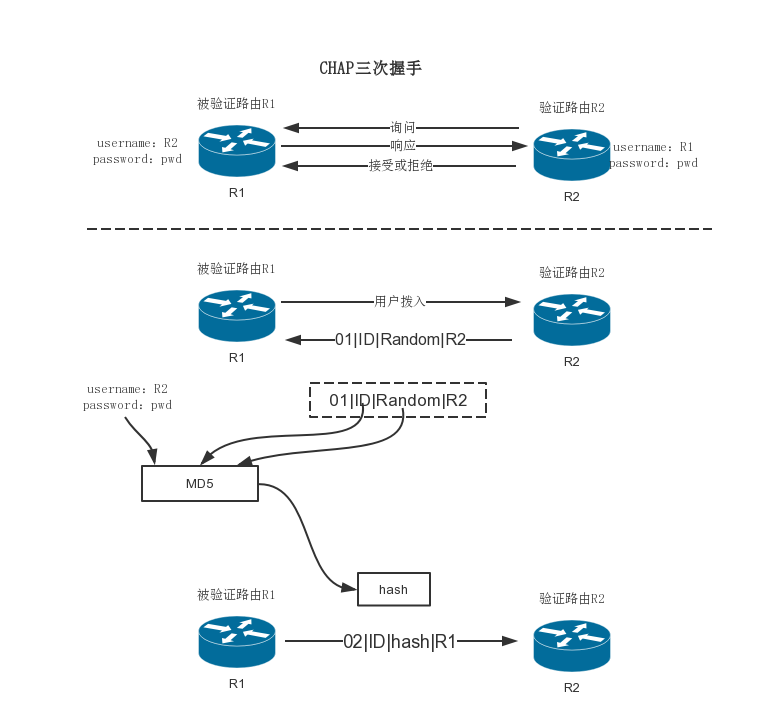 CHAP三次握手
被验证路由R1
验证路由R2
询问
username: R2
password: pwd
响应
username: R1
password: pwd
接受或拒绝
R1
R2
被验证路由R1
验证路由R2
用户拨入
01|ID|Random|R2
R1
R2
username: R2
password: pwd
01|ID|Random|R2
MD5
hash
被验证路由R1
验证路由R2
02|ID|hash|R1
R1
R2